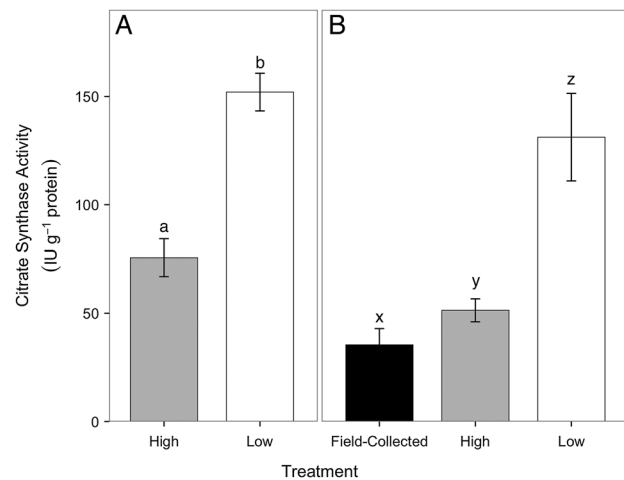 A
B
Citrate Synthase Activity
(IU g⁻¹ protein)
150
100
50
0
a
b
x
y
z
High
Low
Field-Collected
High
Low
Treatment